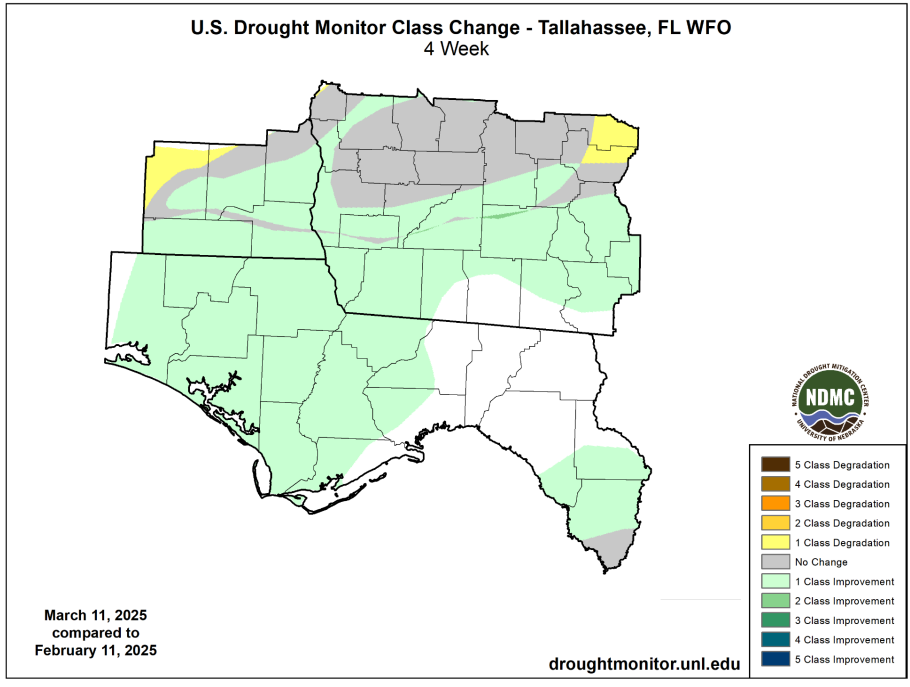 U.S. Drought Monitor Class Change - Tallahassee, FL WFO
4 Week
NATIONAL DROUGHT MITIGATION CENTER
NDMC
UNIVERSITY OF NEBRASKA
5 Class Degradation
4 Class Degradation
3 Class Degradation
2 Class Degradation
1 Class Degradation
No Change
1 Class Improvement
2 Class Improvement
3 Class Improvement
4 Class Improvement
5 Class Improvement
March 11, 2025
compared to
February 11, 2025
droughtmonitor.unl.edu